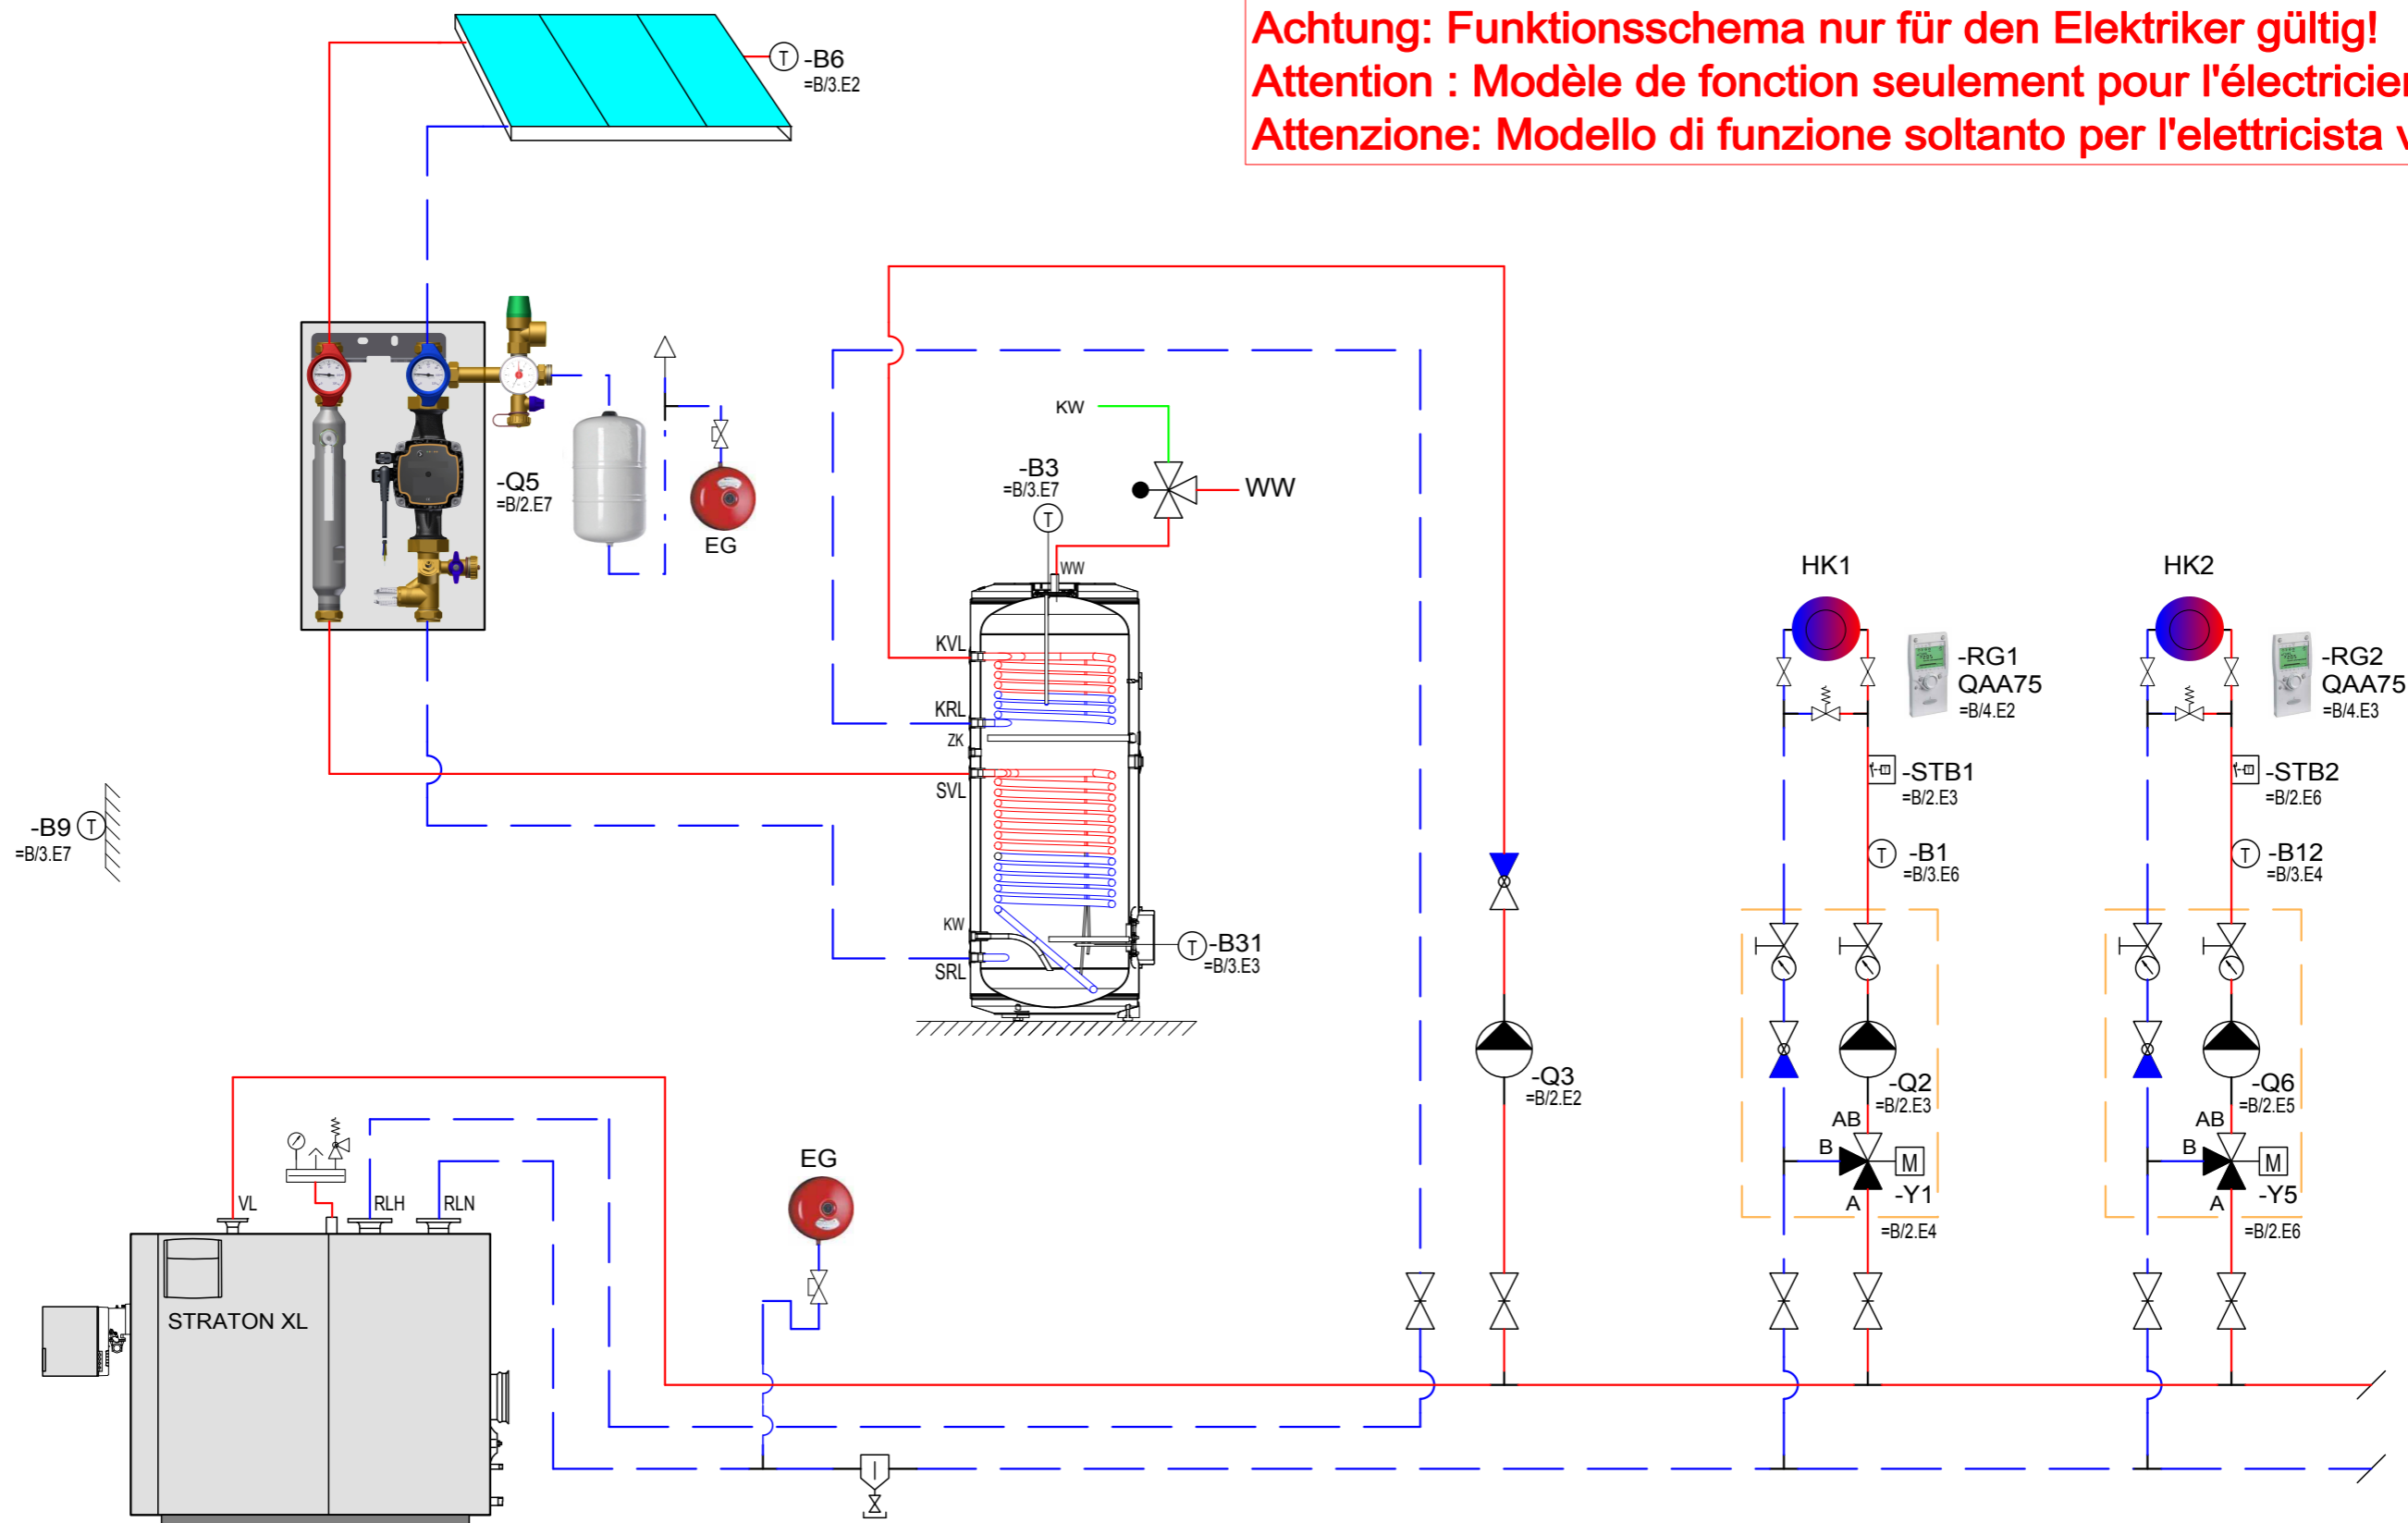 Achtung: Funktionsschema nur für den Elektriker gültig!
Attention : Modèle de fonction seulement pour l'électricien
Attenzione: Modello di funzione soltanto per l'elettricista v
-B6
=B/3.E2
-Q5
=B/2.E7
EG
KW
-B3
=B/3.E7
T
WW
WW
KVL
KRL
ZK
SVL
KW
SRL
T
-B31
=B/3.E3
-B9
T
=B/3.E7
HK1
-RG1
QAA75
=B/4.E2
-STB1
=B/2.E3
T
-B1
=B/3.E6
-Q2
=B/2.E3
AB
B
M
A
-Y1
=B/2.E4
HK2
-RG2
QAA75
=B/4.E3
-STB2
=B/2.E6
T
-B12
=B/3.E4
-Q6
=B/2.E5
AB
B
M
A
-Y5
=B/2.E6
-Q3
=B/2.E2
EG
VL
RLH
RLN
STRATON XL
T